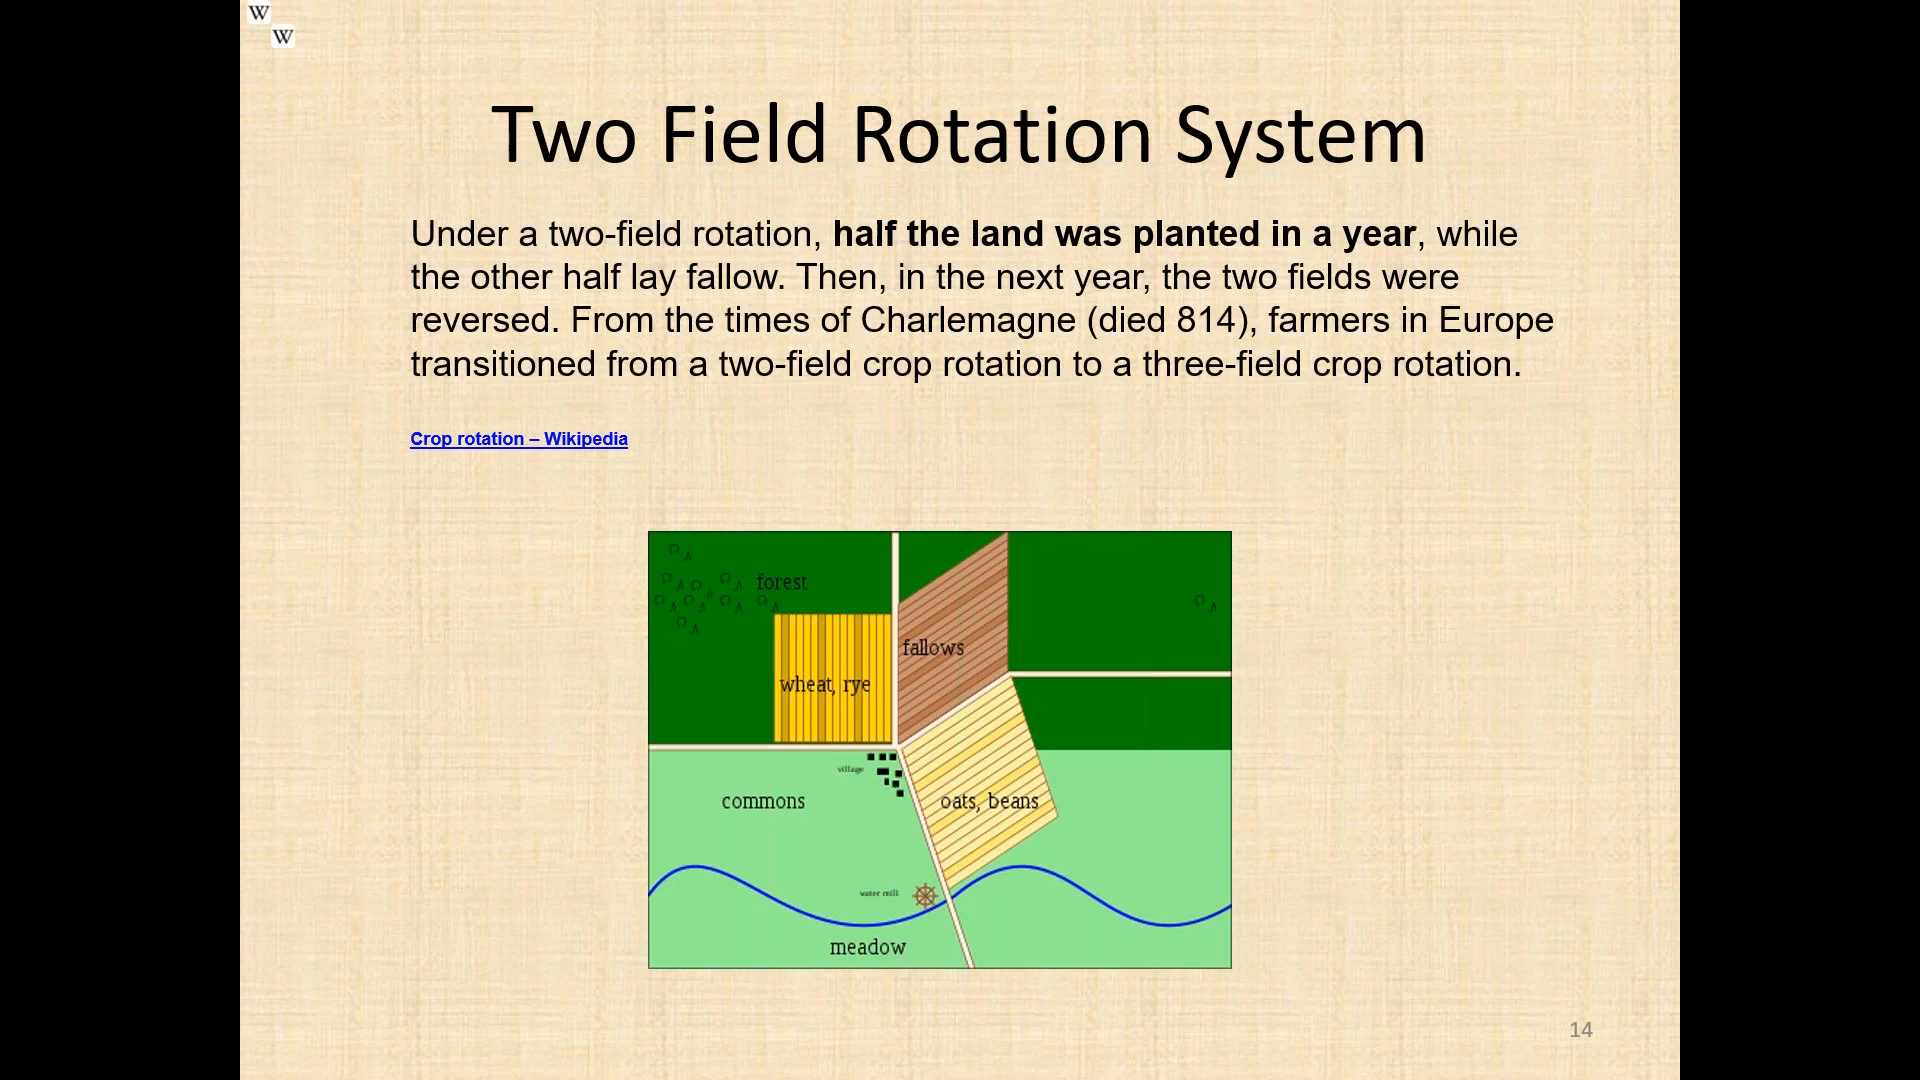 W
W
Two Field Rotation System
Under a two-field rotation, half the land was planted in a year, while
the other half lay fallow. Then, in the next year, the two fields were
reversed. From the times of Charlemagne (died 814), farmers in Europe
transitioned from a two-field crop rotation to a three-field crop rotation.
Crop rotation – Wikipedia
forest
fallows
wheat, rye
village
commons
oats, beans
water mill
meadow
14